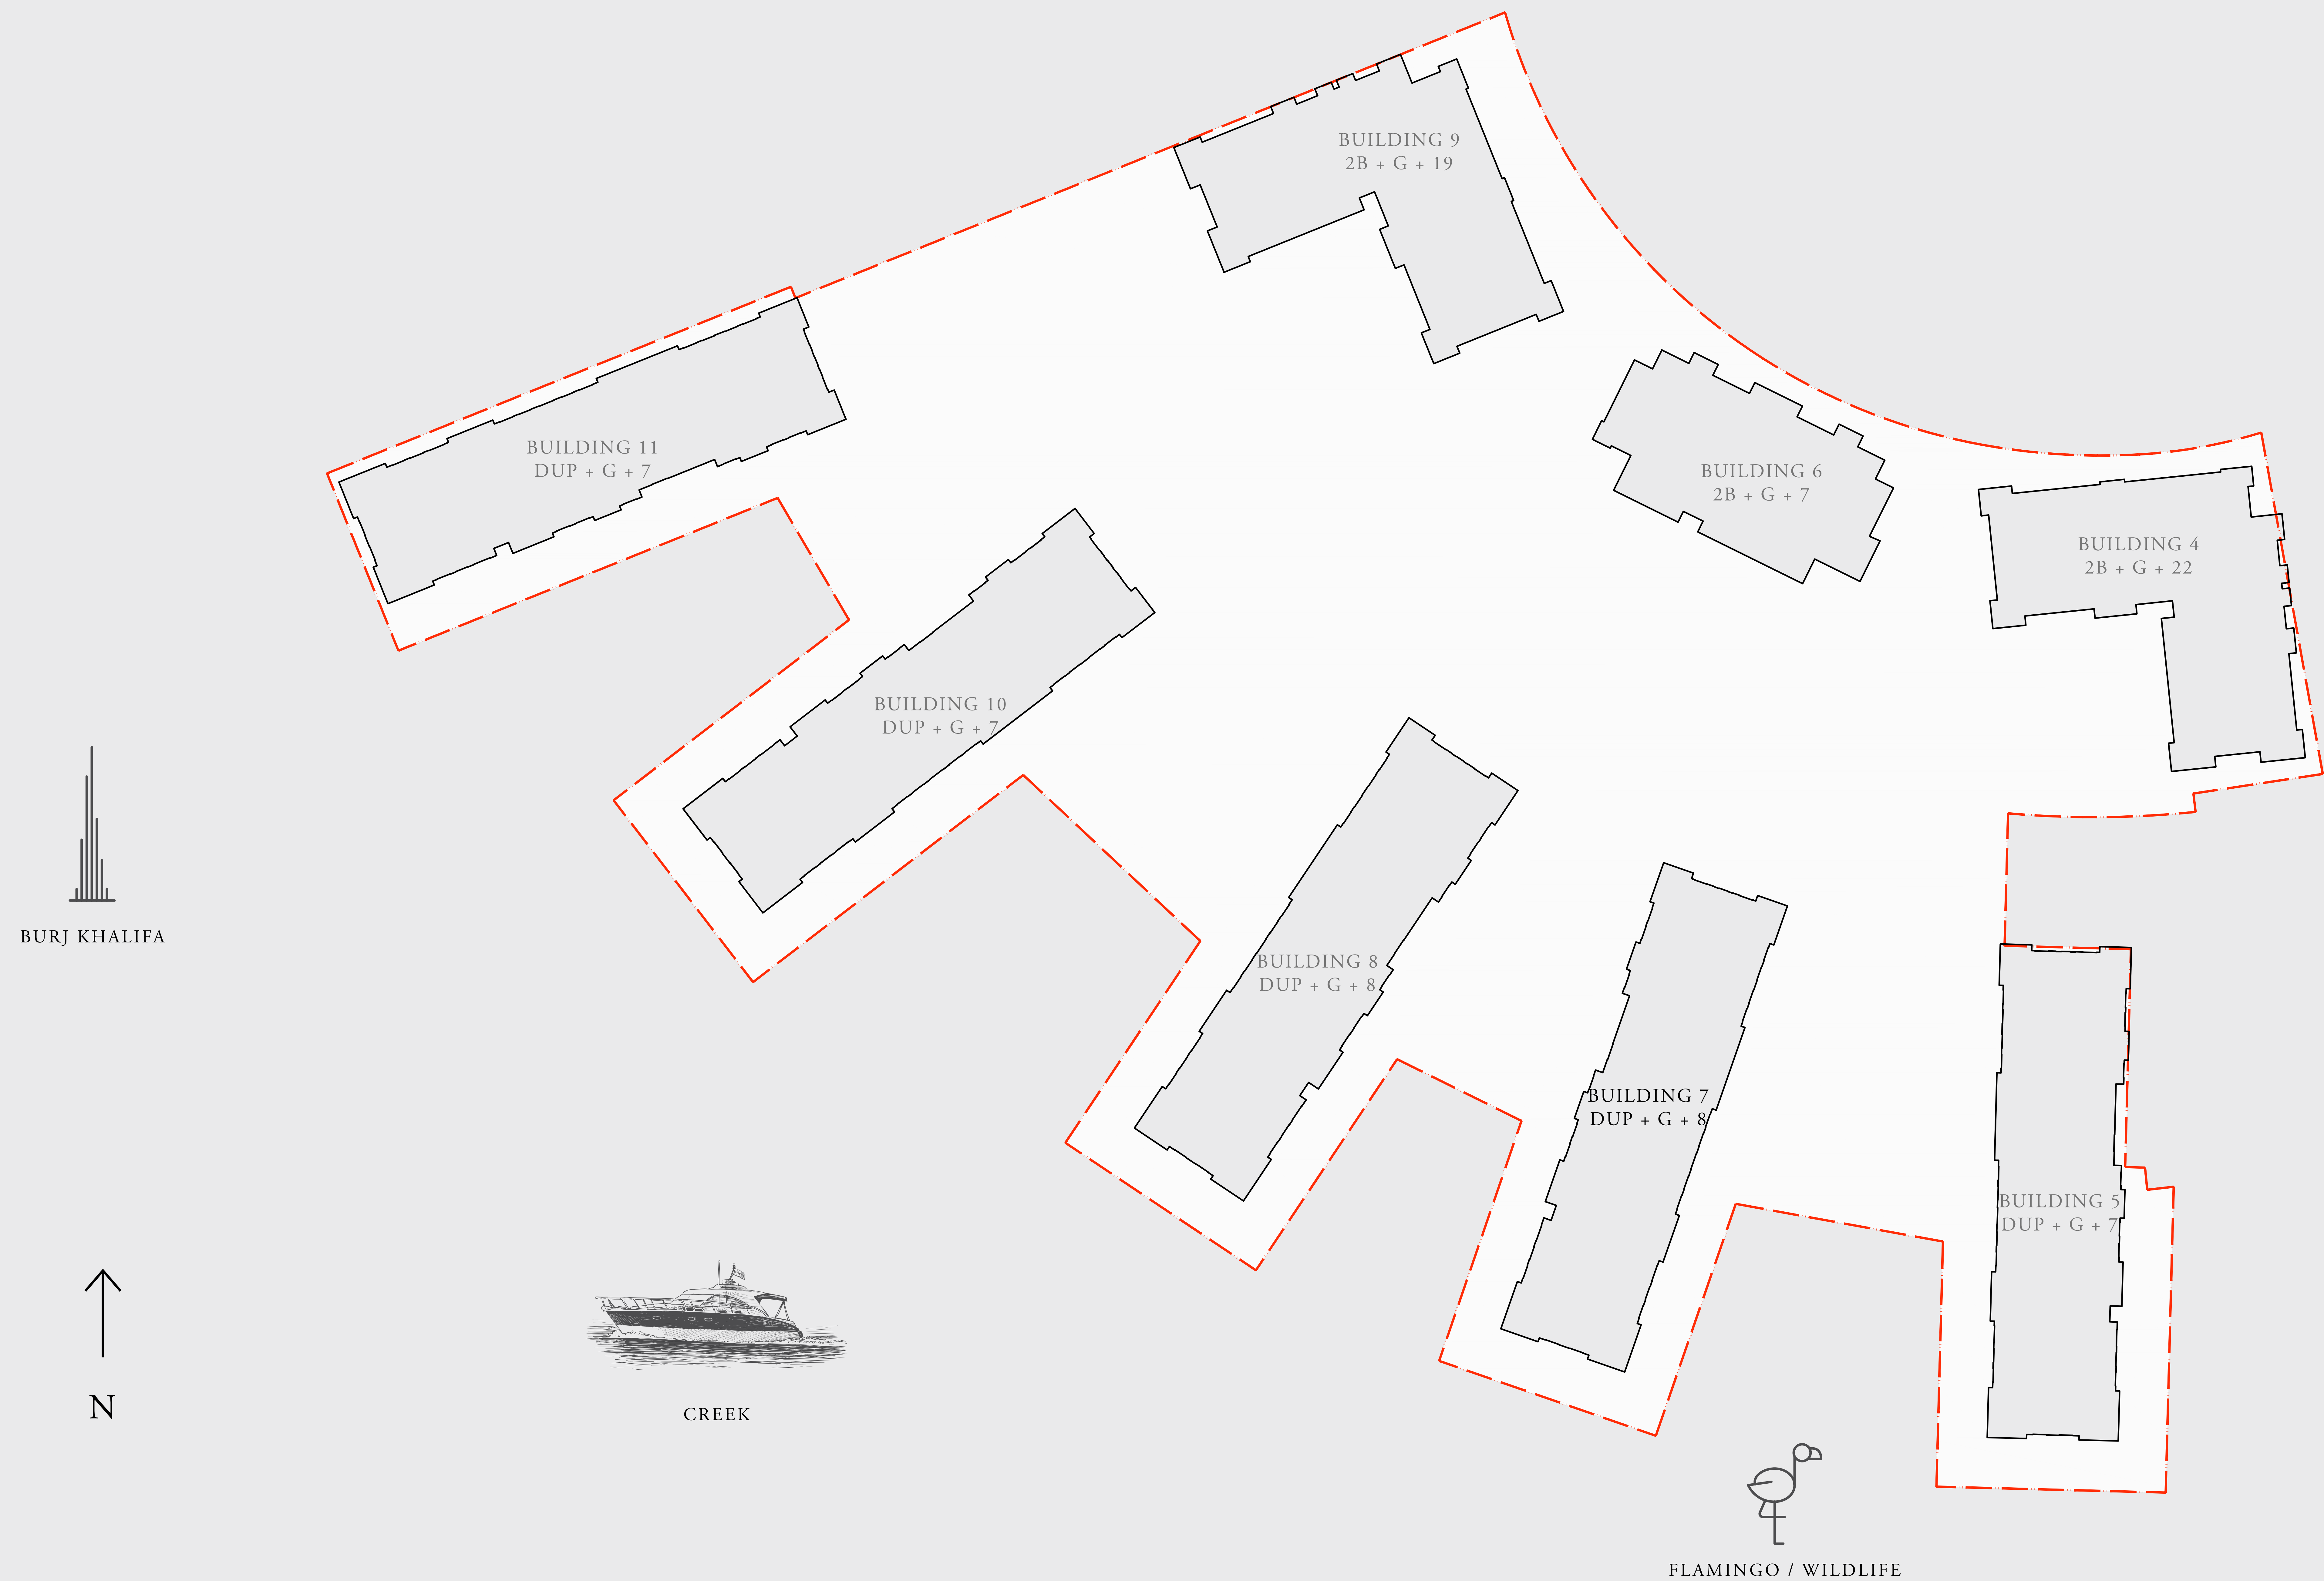 BUILDING 9
2B + G + 19
BUILDING 11
DUP + G + 7
BUILDING 6
2B + G + 7
BUILDING 4
2B + G + 22
BUILDING 10
DUP + G + 7
BURJ KHALIFA
BUILDING 8
DUP + G + 8
BUILDING 7
DUP + G + 8
BUILDING 5
DUP + G + 7
N
CREEK
FLAMINGO / WILDLIFE